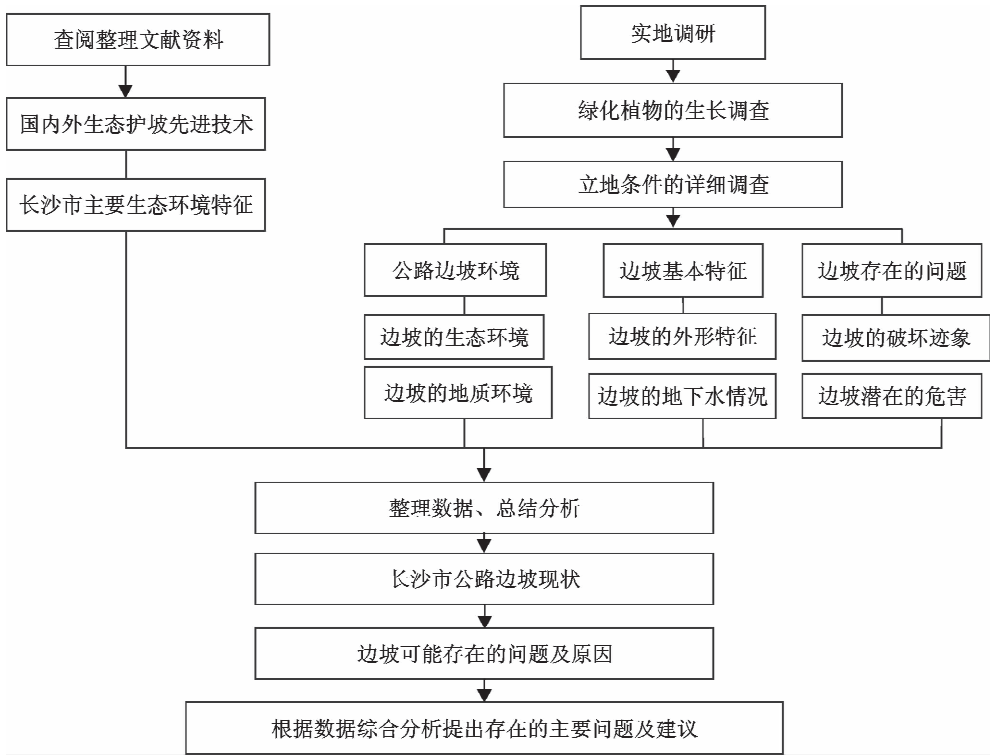 查阅整理文献资料
国内外生态护坡先进技术
长沙市主要生态环境特征
实地调研
绿化植物的生长调查
立地条件的详细调查
公路边坡环境
边坡的生态环境
边坡的地质环境
边坡基本特征
边坡的外形特征
边坡的地下水情况
边坡存在的问题
边坡的破坏迹象
边坡潜在的危害
整理数据、总结分析
长沙市公路边坡现状
边坡可能存在的问题及原因
根据数据综合分析提出存在的主要问题及建议